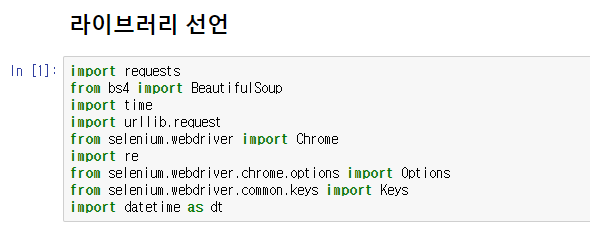 라이브러리 선언
In [1]: import requests
from bs4 import BeautifulSoup
import time
import urllib.request
from selenium.webdriver import Chrome
import re
from selenium.webdriver.chrome.options import Options
from selenium.webdriver.common.keys import Keys
import datetime as dt